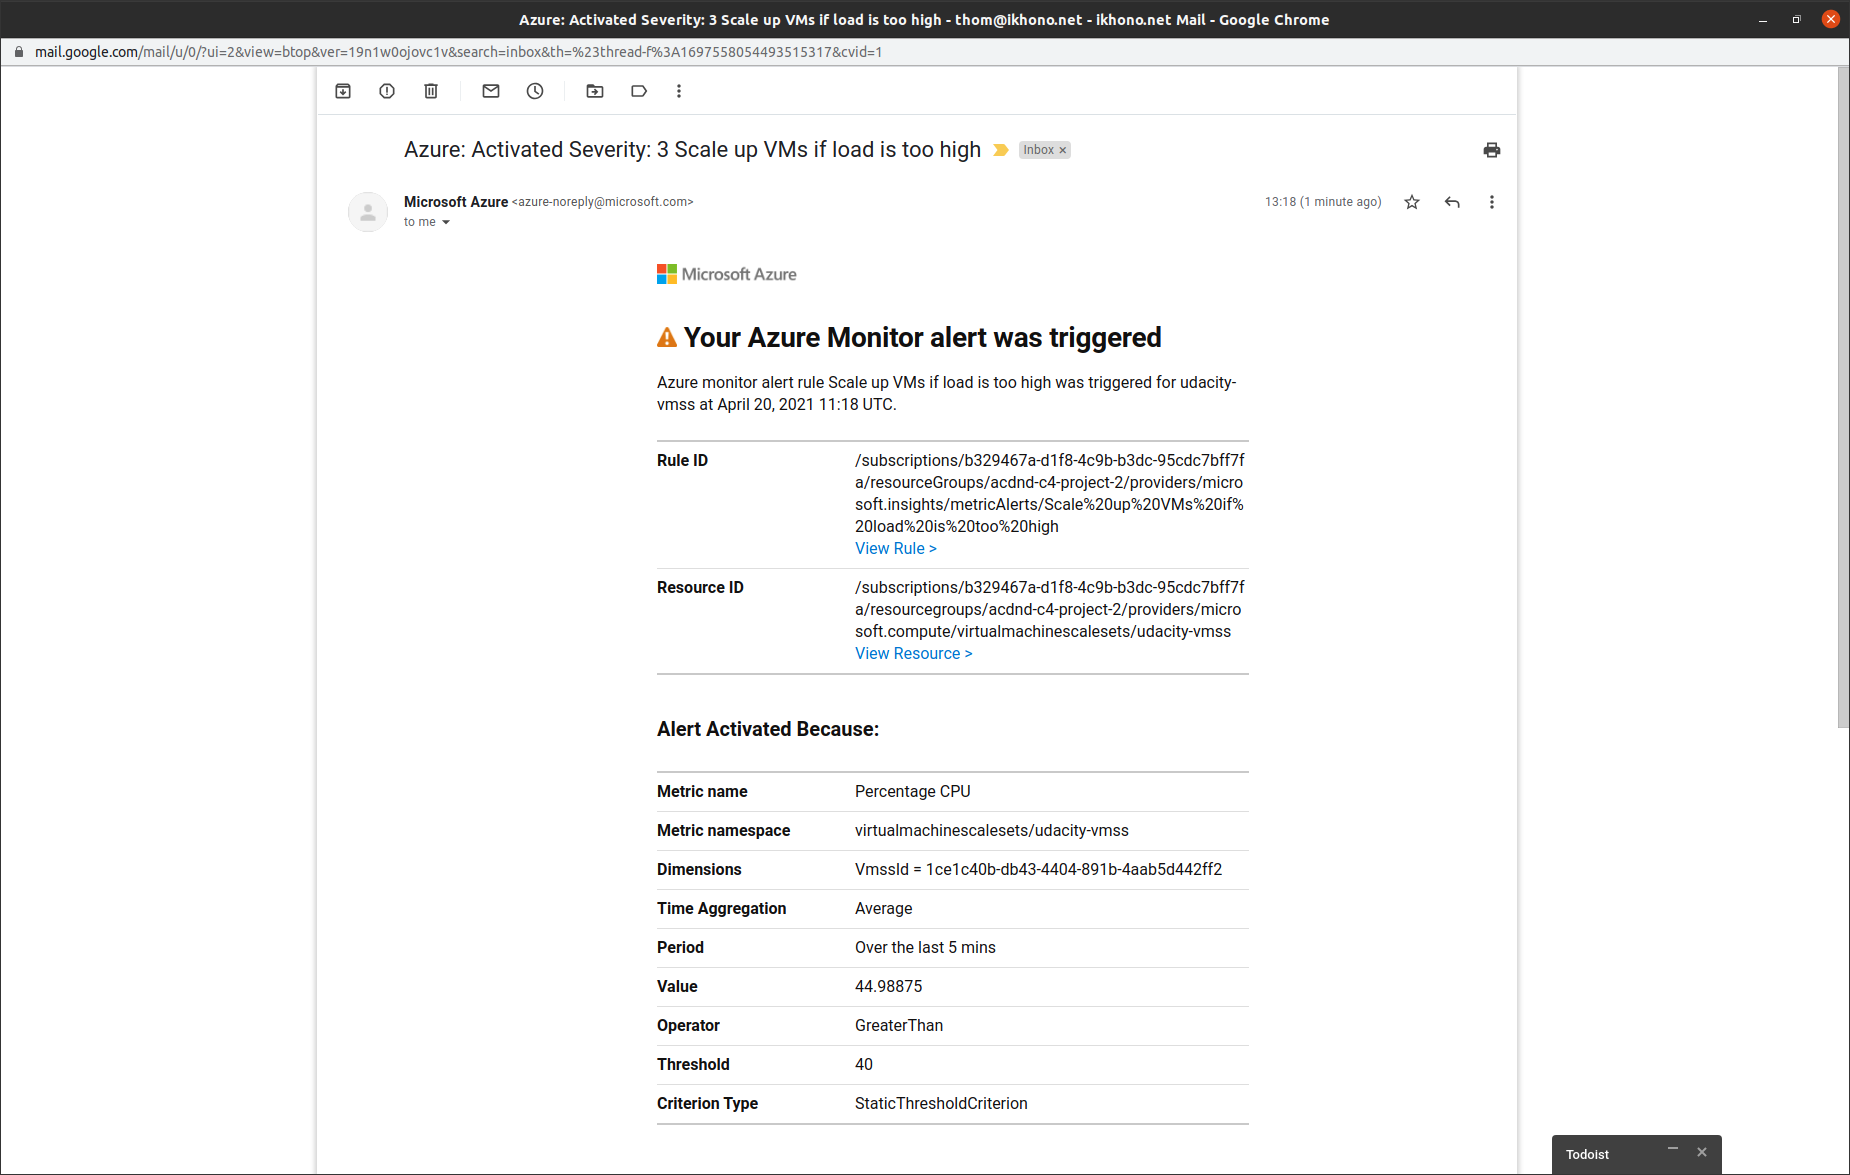 Azure: Activated Severity: 3 Scale up VMs if load is too high - thom@ikhono.net - ikhono.net Mail - Google Chrome
mail.google.com/mail/u/0/?ui=2&view=btop&ver=19n1w0ojovc1v&search=inbox&th=%23thread-f%3A1697558054493515317&cvid=1
Azure: Activated Severity: 3 Scale up VMs if load is too high Inbox ×
Microsoft Azure <azure-noreply@microsoft.com> 13:18 (1 minute ago)
to me
Microsoft Azure
Your Azure Monitor alert was triggered
Azure monitor alert rule Scale up VMs if load is too high was triggered for udacity-
vmss at April 20, 2021 11:18 UTC.
Rule ID /subscriptions/b329467a-d1f8-4c9b-b3dc-95cdc7bff7f
a/resourceGroups/acdnd-c4-project-2/providers/micro
soft.insights/metricAlerts/Scale%20up%20VMs%20if%
20load%20is%20too%20high
View Rule >
Resource ID /subscriptions/b329467a-d1f8-4c9b-b3dc-95cdc7bff7f
a/resourcegroups/acdnd-c4-project-2/providers/micro
soft.compute/virtualmachinescalesets/udacity-vmss
View Resource >
Alert Activated Because:
Metric name Percentage CPU
Metric namespace virtualmachinescalesets/udacity-vmss
Dimensions VmssId = 1ce1c40b-db43-4404-891b-4aab5d442ff2
Time Aggregation Average
Period Over the last 5 mins
Value 44.98875
Operator GreaterThan
Threshold 40
Criterion Type StaticThresholdCriterion
Todoist